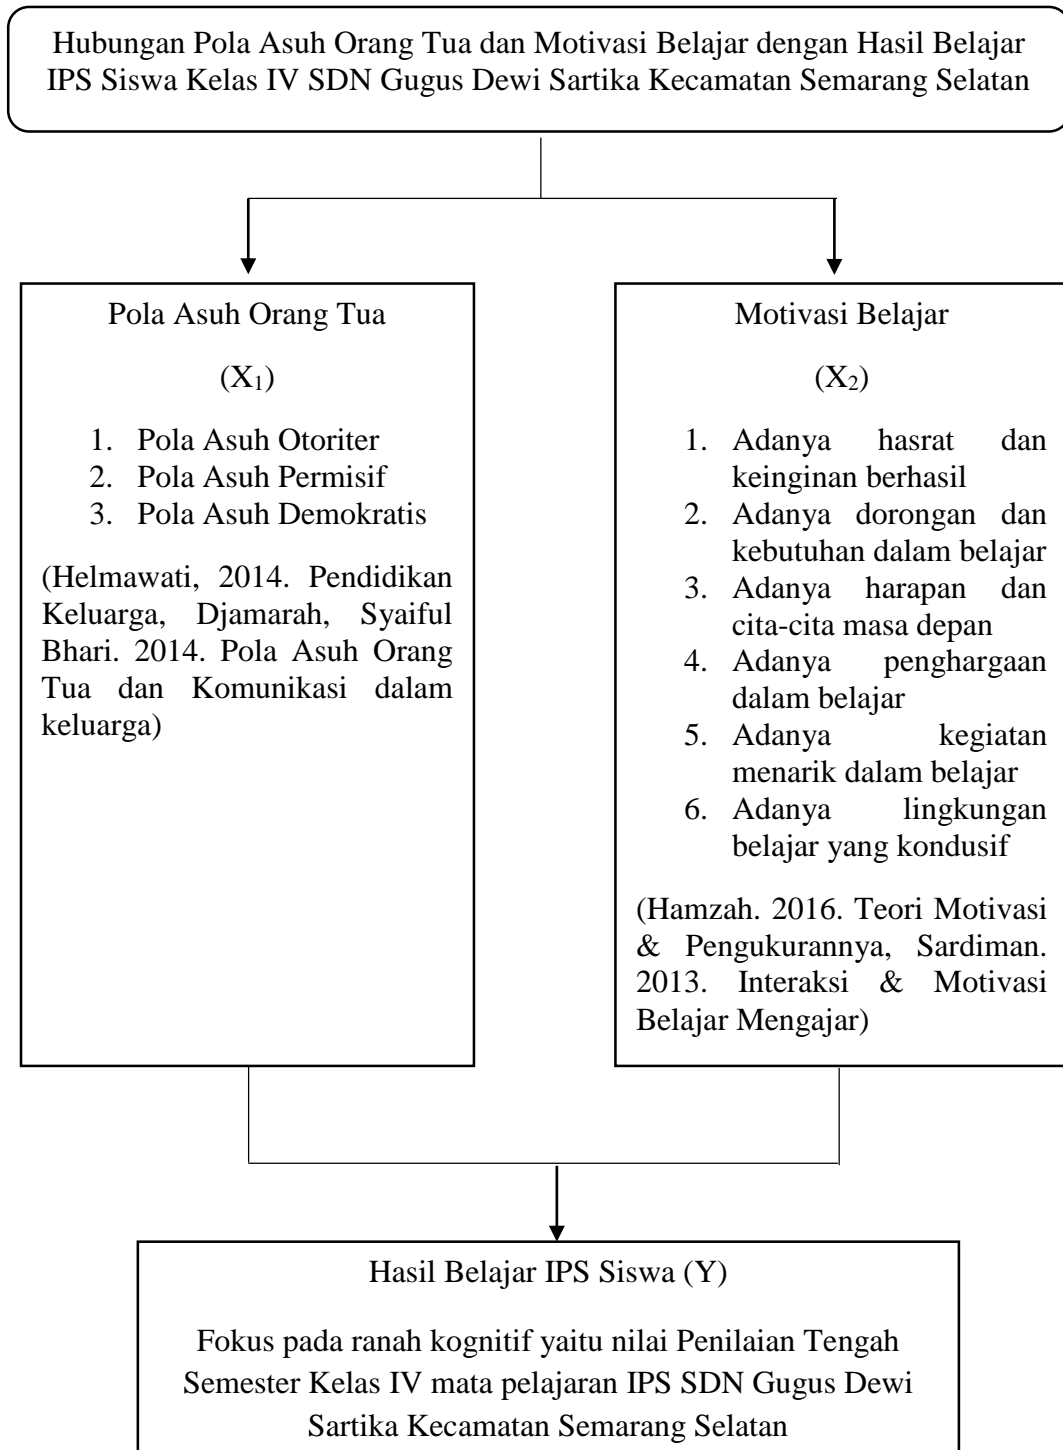 Hubungan Pola Asuh Orang Tua dan Motivasi Belajar dengan Hasil Belajar
IPS Siswa Kelas IV SDN Gugus Dewi Sartika Kecamatan Semarang Selatan
Pola Asuh Orang Tua
(X₁)
1. Pola Asuh Otoriter
2. Pola Asuh Permisif
3. Pola Asuh Demokratis
(Helmawati, 2014. Pendidikan
Keluarga, Djamarah, Syaiful
Bhari. 2014. Pola Asuh Orang
Tua dan Komunikasi dalam
keluarga)
Motivasi Belajar
(X₂)
1. Adanya hasrat dan
keinginan berhasil
2. Adanya dorongan dan
kebutuhan dalam belajar
3. Adanya harapan dan
cita-cita masa depan
4. Adanya penghargaan
dalam belajar
5. Adanya kegiatan
menarik dalam belajar
6. Adanya lingkungan
belajar yang kondusif
(Hamzah. 2016. Teori Motivasi
& Pengukurannya, Sardiman.
2013. Interaksi & Motivasi
Belajar Mengajar)
Hasil Belajar IPS Siswa (Y)
Fokus pada ranah kognitif yaitu nilai Penilaian Tengah
Semester Kelas IV mata pelajaran IPS SDN Gugus Dewi
Sartika Kecamatan Semarang Selatan